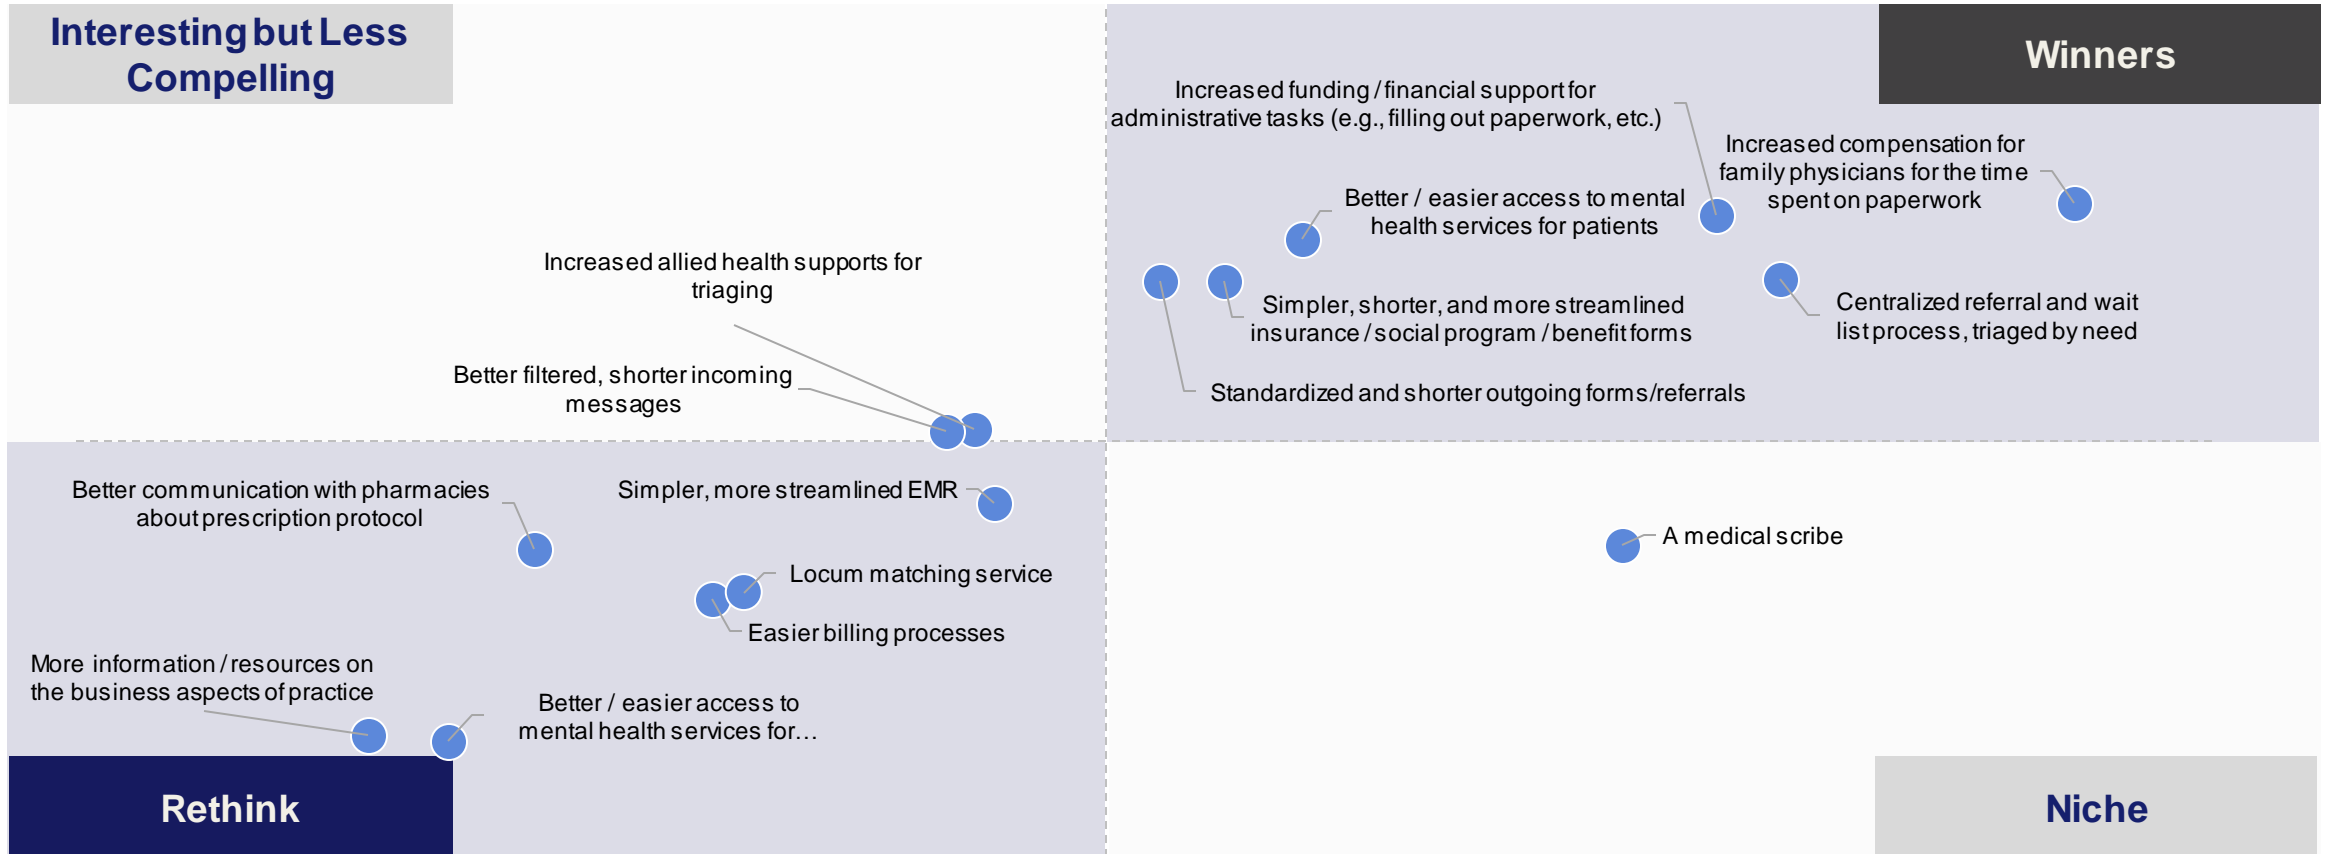 Interesting but Less
Compelling
Winners
Increased funding / financial support for
administrative tasks (e.g., filling out paperwork, etc.)
Increased compensation for
family physicians for the time
spent on paperwork
Better / easier access to mental
health services for patients
Increased allied health supports for
triaging
Simpler, shorter, and more streamlined
insurance / social program / benefit forms
Centralized referral and wait
list process, triaged by need
Better filtered, shorter incoming
messages
Standardized and shorter outgoing forms/referrals
Better communication with pharmacies
about prescription protocol
Simpler, more streamlined EMR
A medical scribe
Locum matching service
Easier billing processes
More information / resources on
the business aspects of practice
Better / easier access to
mental health services for…
Rethink
Niche